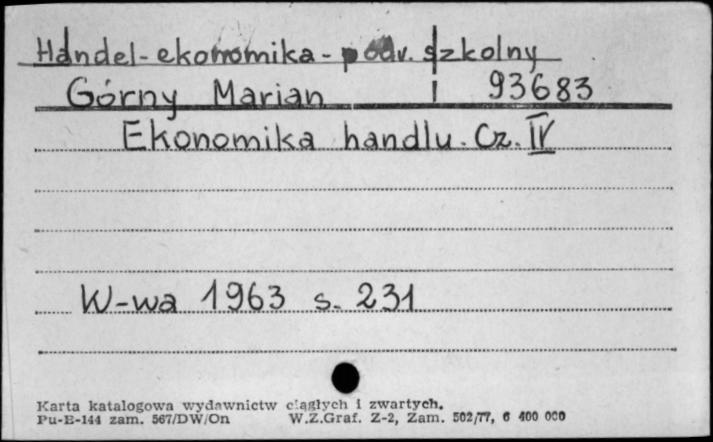 Handel-ekonomika-podr. szkolny
Górny Marian 93683
Ekonomika handlu. Cz. IV
W-wa 1963 s. 231
Karta katalogowa wydawnictw ciągłych i zwartych.
Pu-B-144 zam. 567/DW/On W.Z.Graf. Z-2, Zam. 502/77, 6 400 000